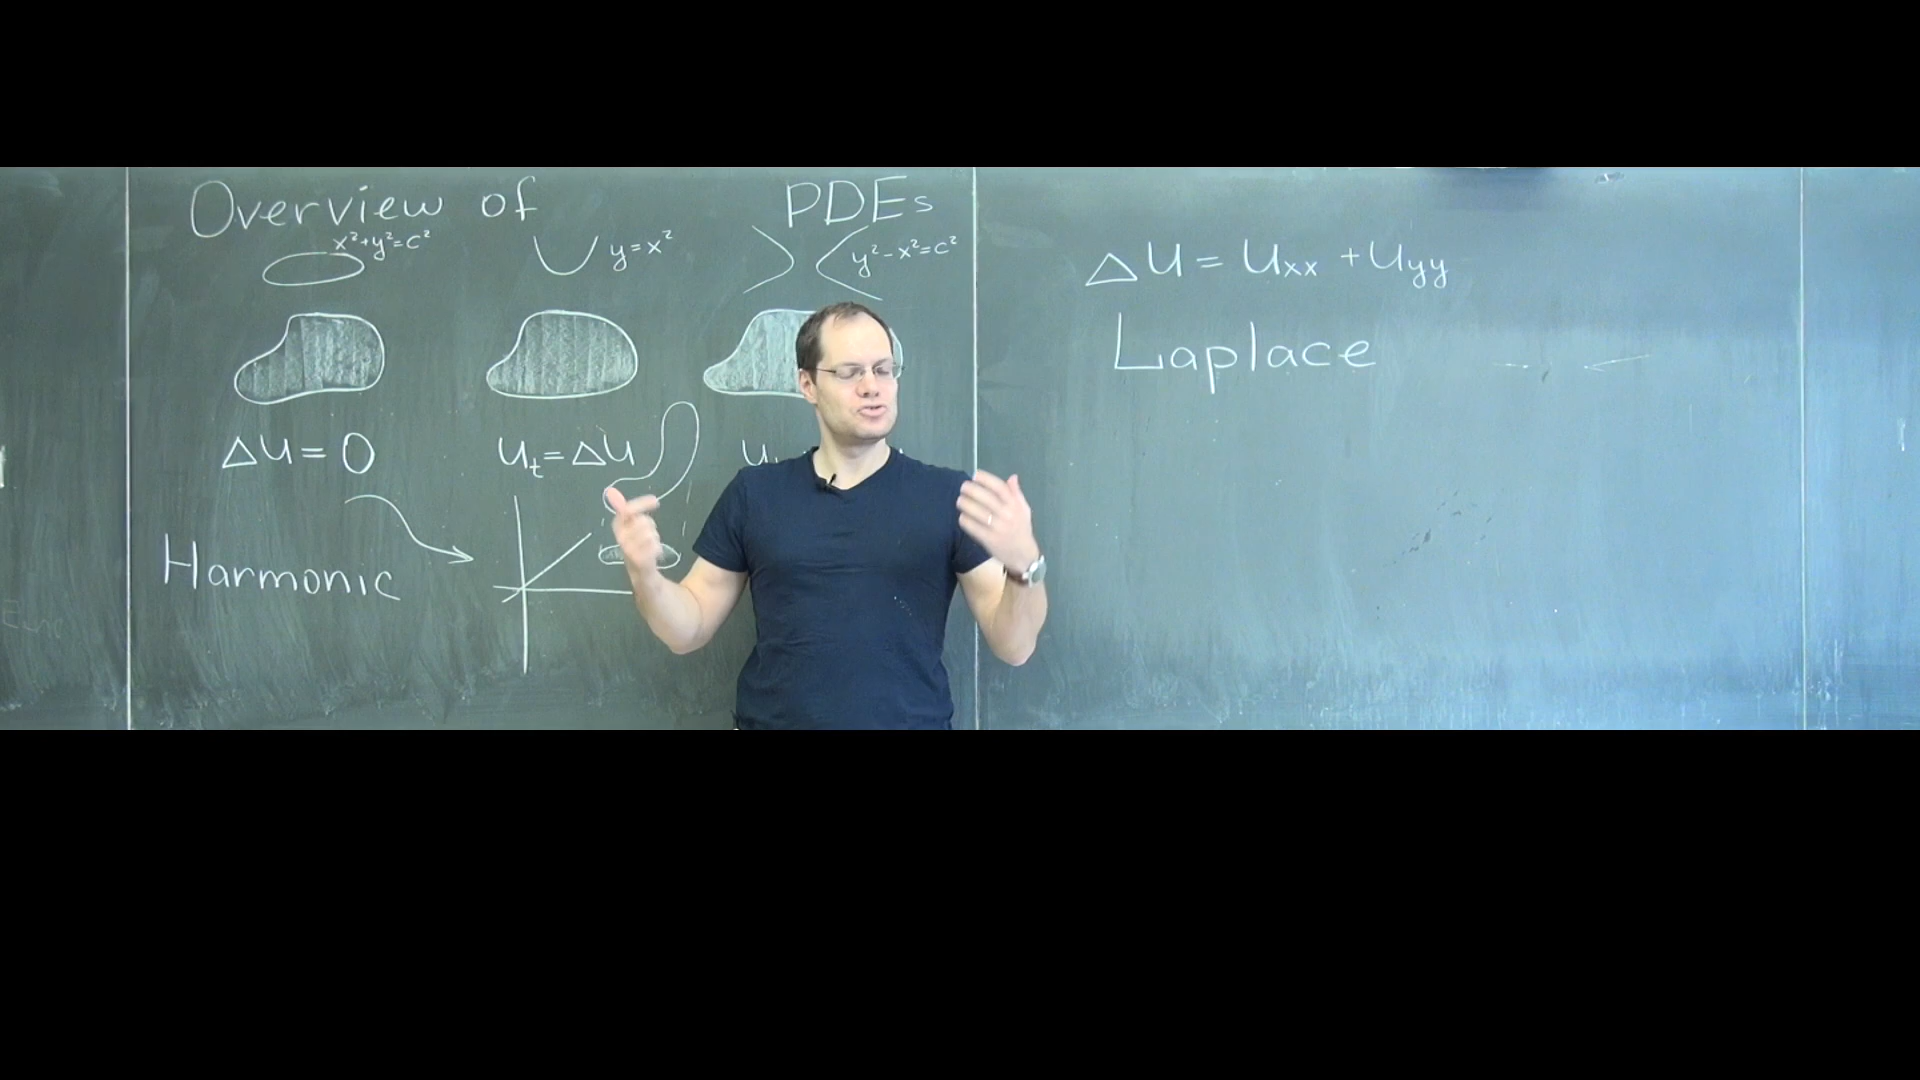 Overview of PDEs
x²+y²=c²
y=x²
y²-x²=c²
ΔU=0
U_t=ΔU
Harmonic
ΔU=U_xx+U_yy
Laplace